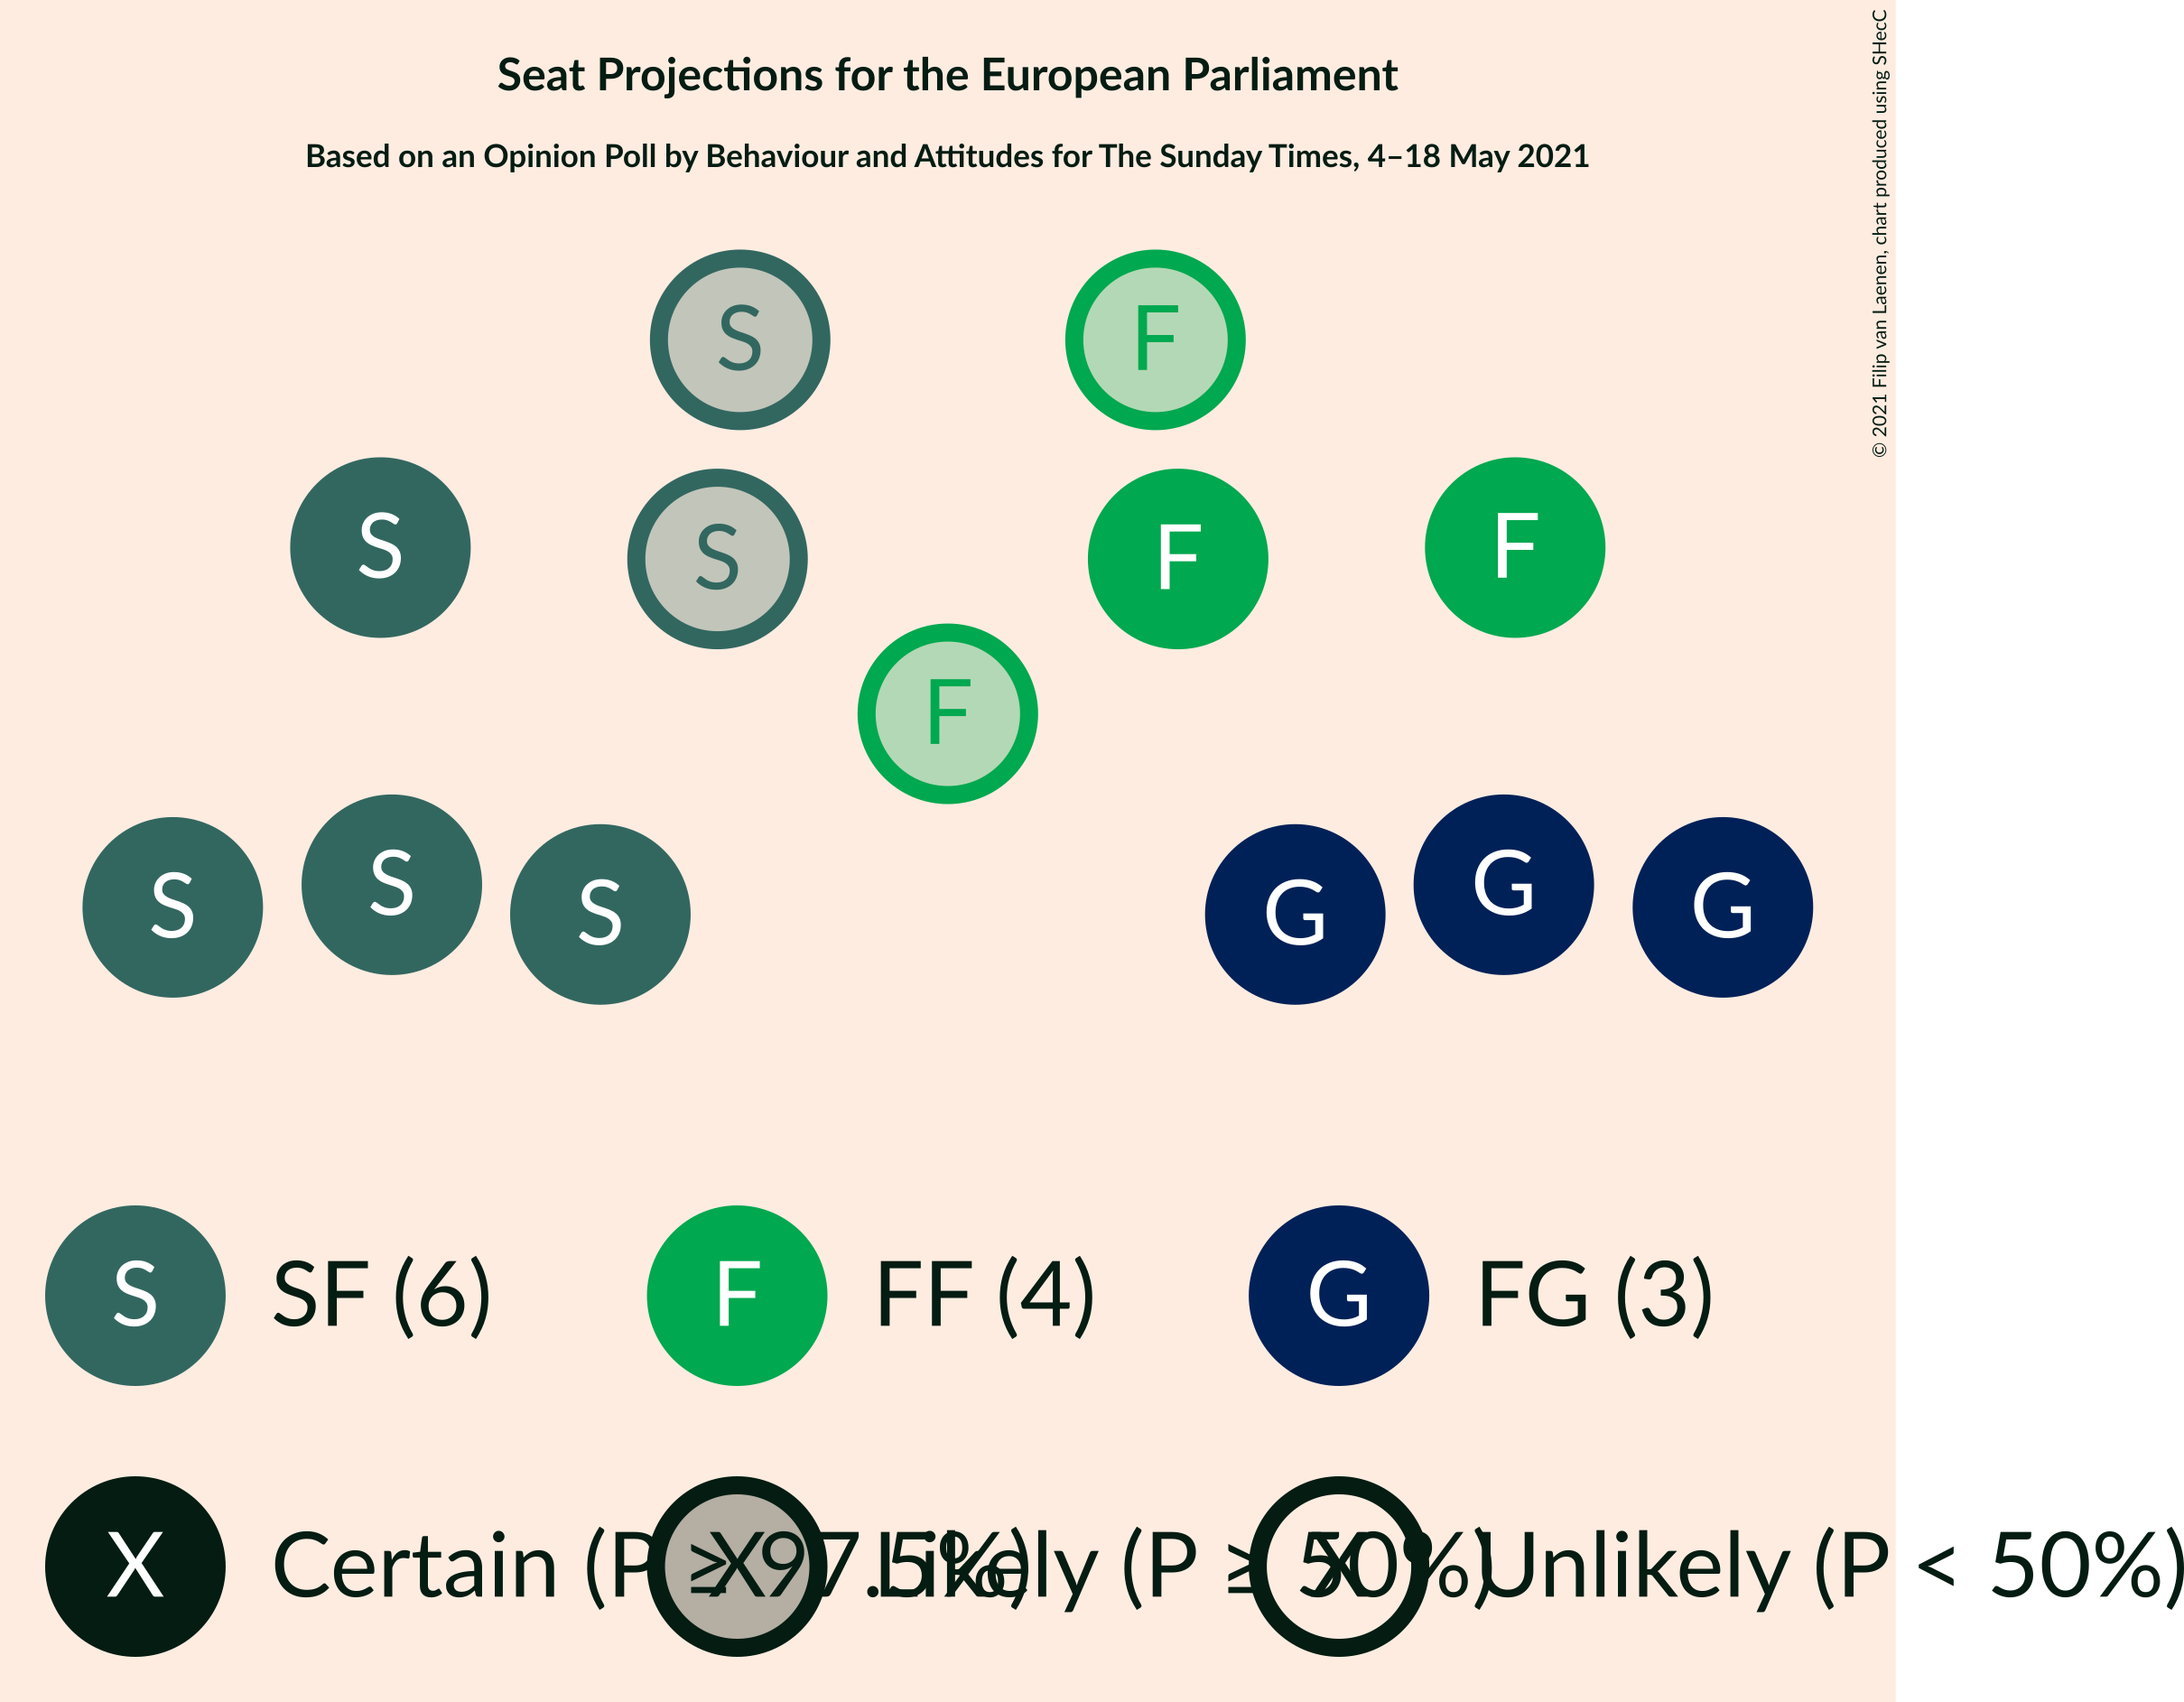 Seat Projections for the European Parliament
Based on an Opinion Poll by Behaviour and Attitudes for The Sunday Times, 4–18 May 2021
© 2021 Filip van Laenen, chart produced using SHecC
S F
S S F F
F
S S S G G G
S SF (6) F FF (4) G FG (3)
X Certain (P ≥ 97.5%) X Likely (P ≥ 50%) X Unlikely (P < 50%)